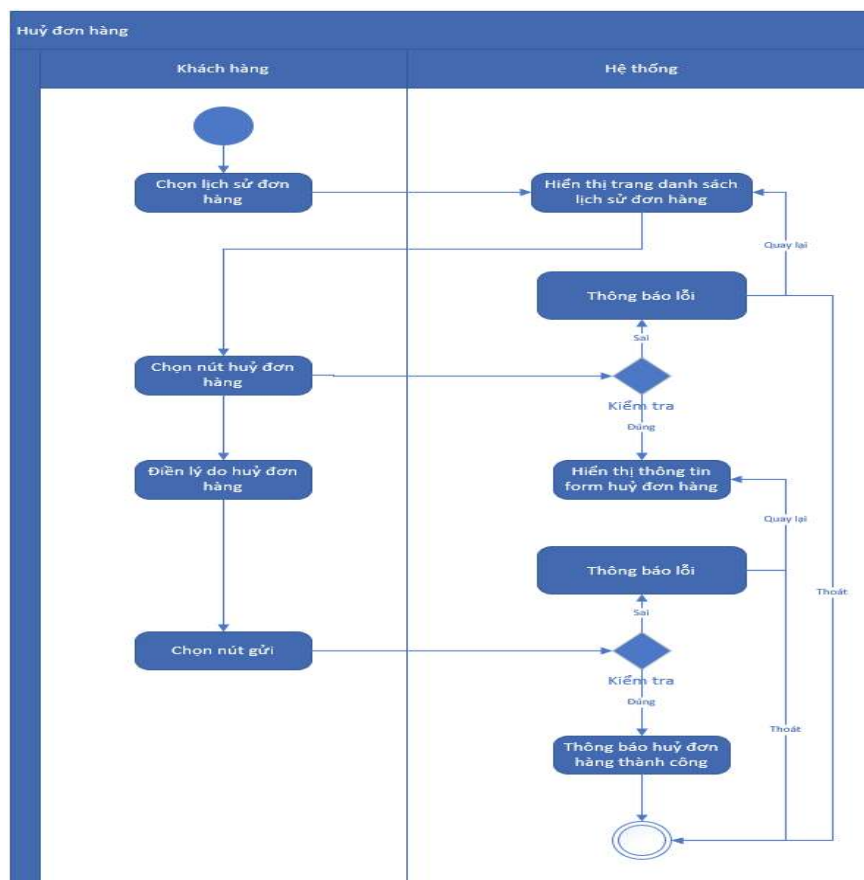 Huỷ đơn hàng
Khách hàng
Hệ thống
Chọn lịch sử đơn
hàng
Hiển thị trang danh sách
lịch sử đơn hàng
Quay lại
Thông báo lỗi
Sai
Chọn nút huỷ đơn
hàng
Kiểm tra
Đúng
Điền lý do huỷ đơn
hàng
Hiển thị thông tin
form huỷ đơn hàng
Quay lại
Thông báo lỗi
Thoát
Sai
Chọn nút gửi
Kiểm tra
Đúng
Thoát
Thông báo huỷ đơn
hàng thành công